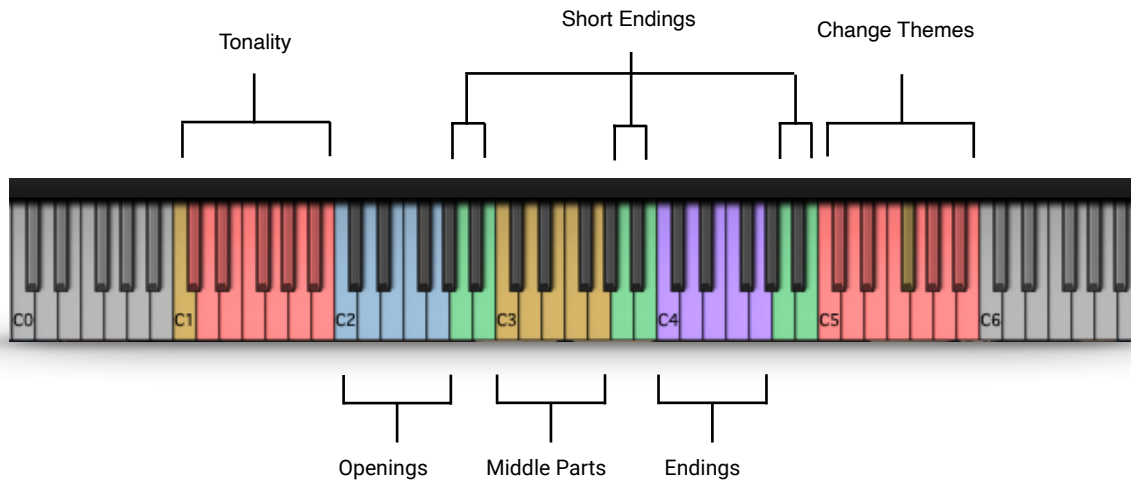 Short Endings
Tonality
Change Themes
C0
C1
C2
C3
C4
C5
C6
Openings
Middle Parts
Endings